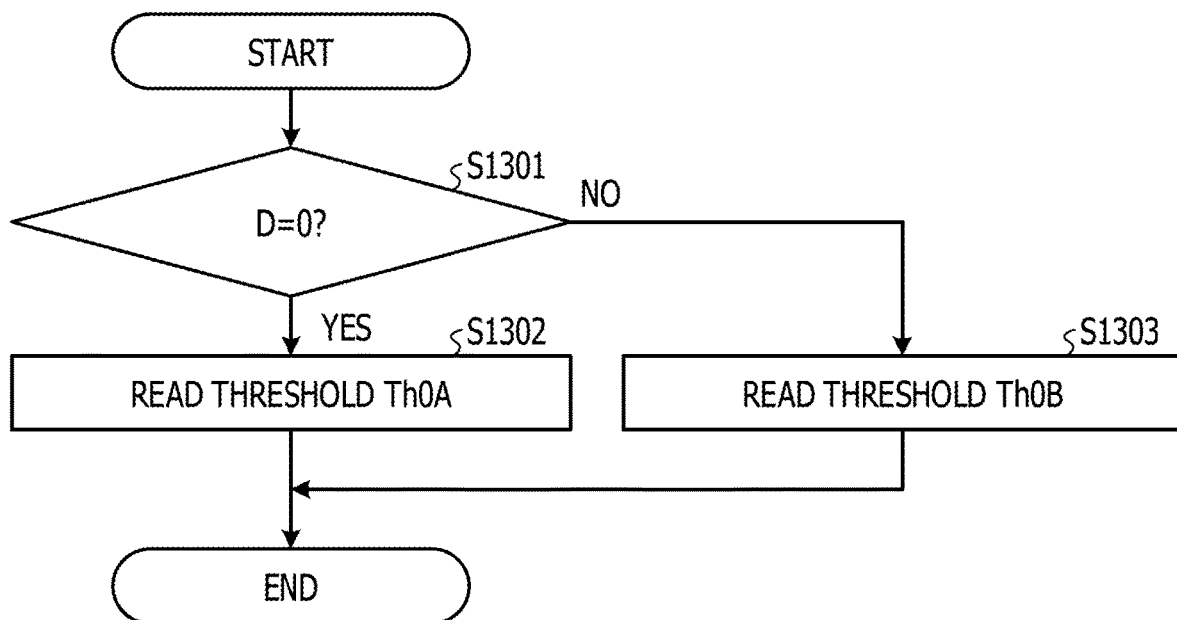 START
S1301
D=0?
NO
YES
S1302
READ THRESHOLD Th0A
S1303
READ THRESHOLD Th0B
END